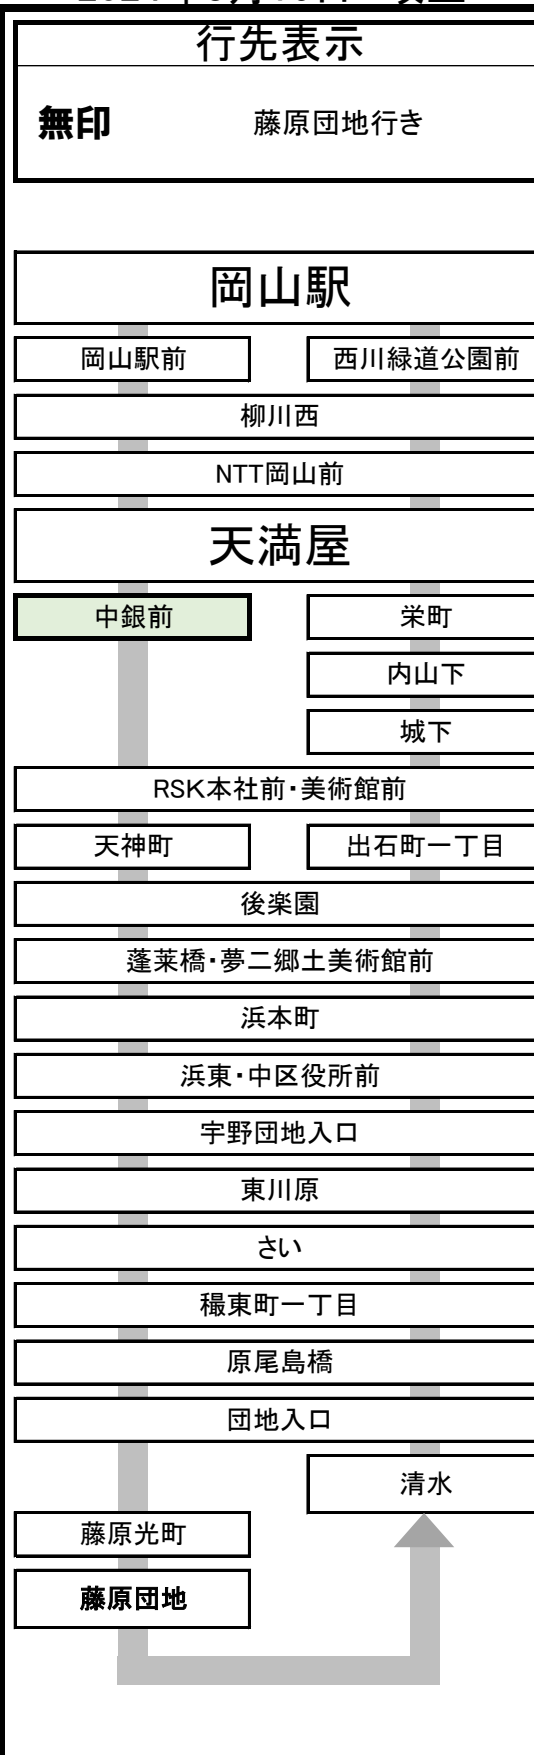 行先表示
無印 藤原団地行き
岡山駅
岡山駅前 西川緑道公園前
柳川西
NTT岡山前
天満屋
中銀前 栄町
内山下
城下
RSK本社前・美術館前
天神町 出石町一丁目
後楽園
蓬莱橋・夢二郷土美術館前
浜本町
浜東・中区役所前
宇野団地入口
東川原
さい
穝東町一丁目
原尾島橋
団地入口
清水
藤原光町
藤原団地